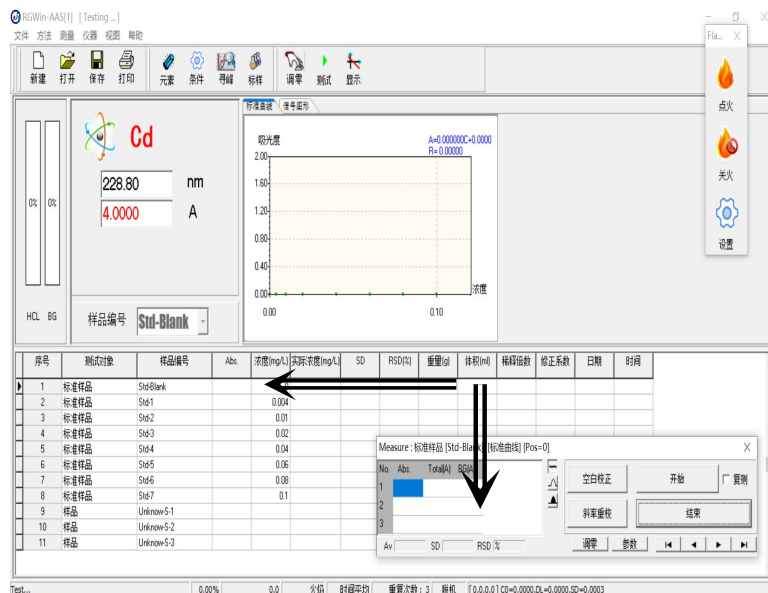 RGWin-AAS[1] [ Testing ... ]
文件 方法 测量 仪器 视图 帮助
新建 打开 保存 打印 元素 条件 寻峰 标样 调零 测试 显示
Fla...
点火
关火
设置
标准曲线 信号图形
Cd
228.80 nm
4.0000 A
0% 0%
HCL BG
样品编号 Std-Blank
吸光度
A=0.000000C+0.0000
R= 0.00000
2.00
1.60
1.20
0.80
0.40
0.00
浓度
0.00 0.10
序号 测试对象 样品编号 Abs. 浓度(mg/L) 实际浓度(mg/L) SD RSD(%) 重量(g) 体积(ml) 稀释倍数 修正系数 日期 时间
1 标准样品 Std-Blank
2 标准样品 Std-1 0.004
3 标准样品 Std-2 0.01
4 标准样品 Std-3 0.02
5 标准样品 Std-4 0.04
6 标准样品 Std-5 0.06
7 标准样品 Std-6 0.08
8 标准样品 Std-7 0.1
9 样品 Unknow-S-1
10 样品 Unknow-S-2
11 样品 Unknow-S-3
Measure : 标准样品 [Std-Blank] [标准曲线] [Pos=0]
No. Abs. Total(A) BG(A)
1
2
3
Av SD RSD %
空白校正 开始 复测
斜率重校 结束
调零 参数
Test... 0.00% 0.0 火焰 时间平均 重复次数 : 3 脱机 [0,0,0,0] C0=0.0000,DL=0.0000,SD=0.0003